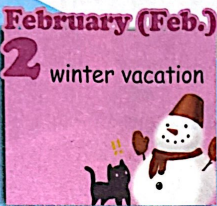 February (Feb.)
2 winter vacation
!!